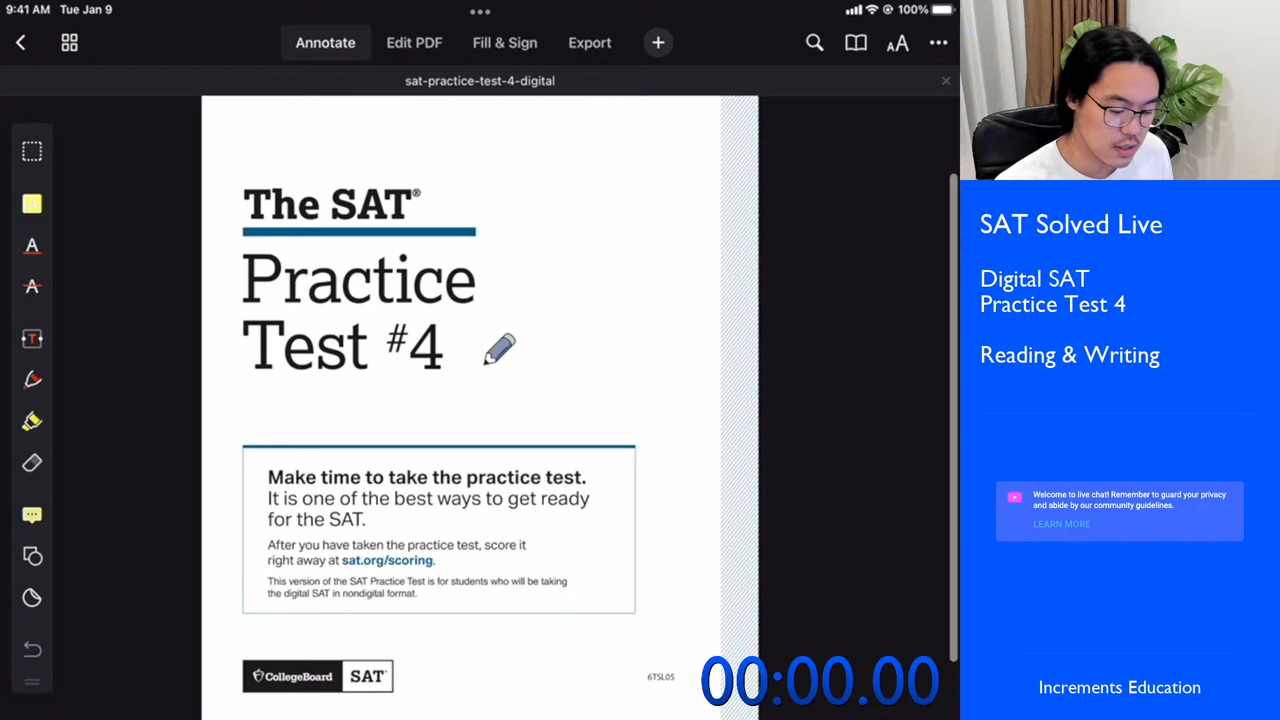 9:41 AM Tue Jan 9
100%
Annotate
Edit PDF
Fill & Sign
Export
AA
sat-practice-test-4-digital
The SAT®
Practice
Test #4
Make time to take the practice test.
It is one of the best ways to get ready
for the SAT.
After you have taken the practice test, score it
right away at sat.org/scoring.
This version of the SAT Practice Test is for students who will be taking
the digital SAT in nondigital format.
CollegeBoard
SAT
6TSL05
00:00.00
SAT Solved Live
Digital SAT
Practice Test 4
Reading & Writing
Welcome to live chat! Remember to guard your privacy
and abide by our community guidelines.
LEARN MORE
Increments Education